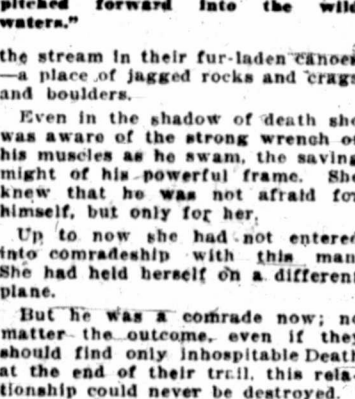 pitched forward into the wild
waters."
the stream in their fur-laden canoes
—a place of jagged rocks and crags
and boulders.
Even in the shadow of death she
was aware of the strong wrench of
his muscles as he swam, the saving
might of his powerful frame. She
knew that he was not afraid for
himself, but only for her.
Up to now she had not entered
into comradeship with this man.
She had held herself on a different
plane.
But he was a comrade now; no
matter the outcome, even if they
should find only inhospitable Death
at the end of their trail, this rela-
tionship could never be destroyed.